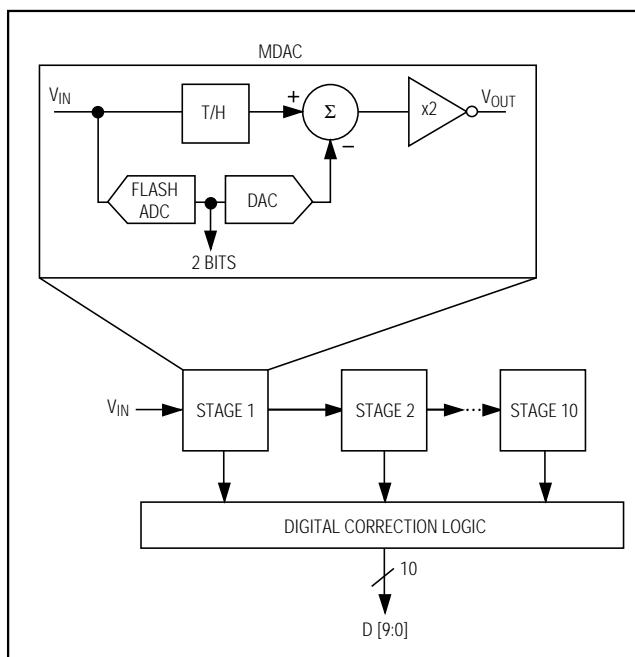 MDAC
VIN
T/H
+
Σ
−
x2
VOUT
FLASH
ADC
DAC
2 BITS
VIN
STAGE 1
STAGE 2
...
STAGE 10
DIGITAL CORRECTION LOGIC
10
D [9:0]